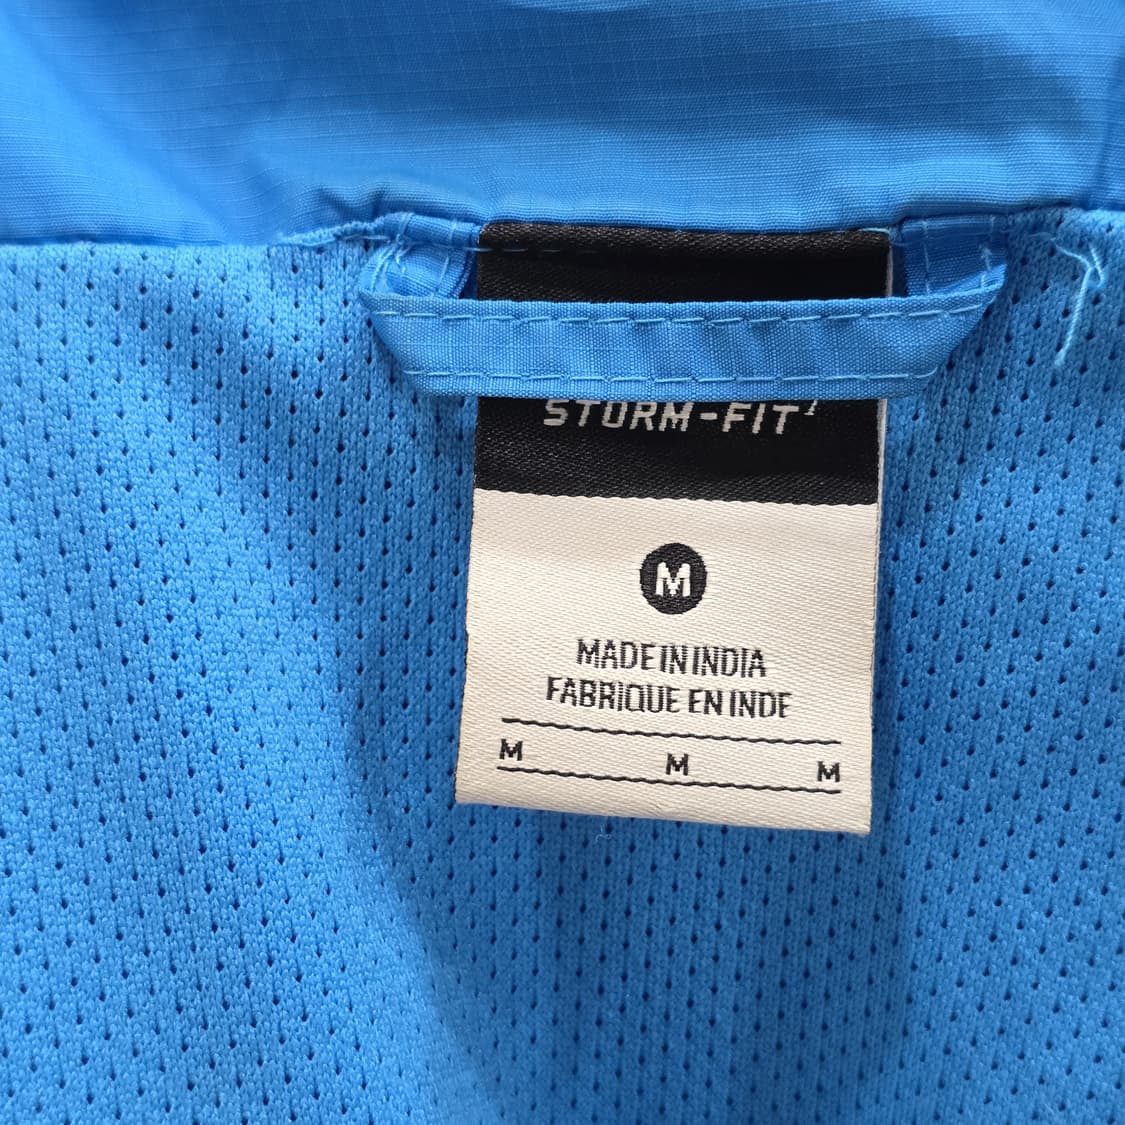 STORM-FIT
M
MADE IN INDIA
FABRIQUE EN INDE
M M M